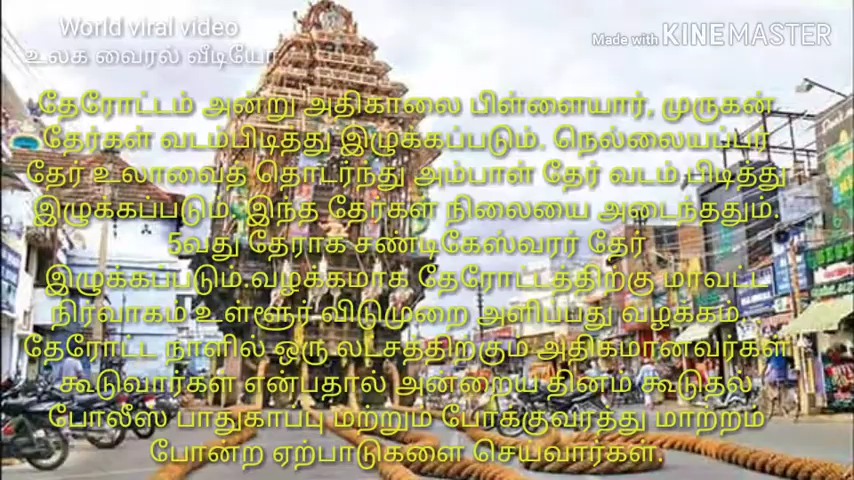 World viral video
உலக வைரல் வீடியோ
Made with KINEMASTER
தேரோட்டம் அன்று அதிகாலை பிள்ளையார், முருகன்
தேர்கள் வடம்பிடித்து இழுக்கப்படும். நெல்லையப்பர்
தேர் உலாவைத் தொடர்ந்து அம்பாள் தேர் வடம் பிடித்து
இழுக்கப்படும். இந்த தேர்கள் நிலையை அடைந்ததும்.
5வது தேராக சண்டிகேஸ்வரர் தேர்
இழுக்கப்படும்.வழக்கமாக தேரோட்டத்திற்கு மாவட்ட
நிர்வாகம் உள்ளூர் விடுமுறை அளிப்பது வழக்கம்.
தேரோட்ட நாளில் ஒரு லட்சத்திற்கும் அதிகமானவர்கள்
கூடுவார்கள் என்பதால் அன்றைய தினம் கூடுதல்
போலீஸ் பாதுகாப்பு மற்றும் போக்குவரத்து மாற்றம்
போன்ற ஏற்பாடுகளை செய்வார்கள்.